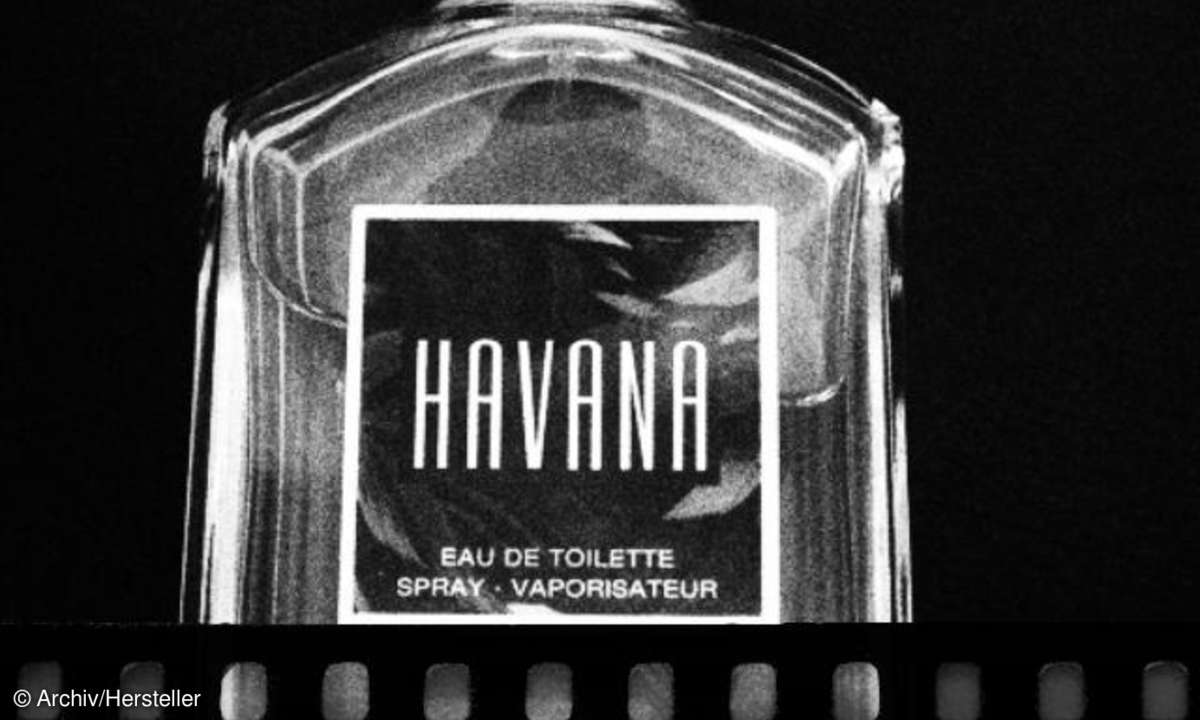 HAVANA
EAU DE TOILETTE
SPRAY · VAPORISATEUR
© Archiv/Hersteller